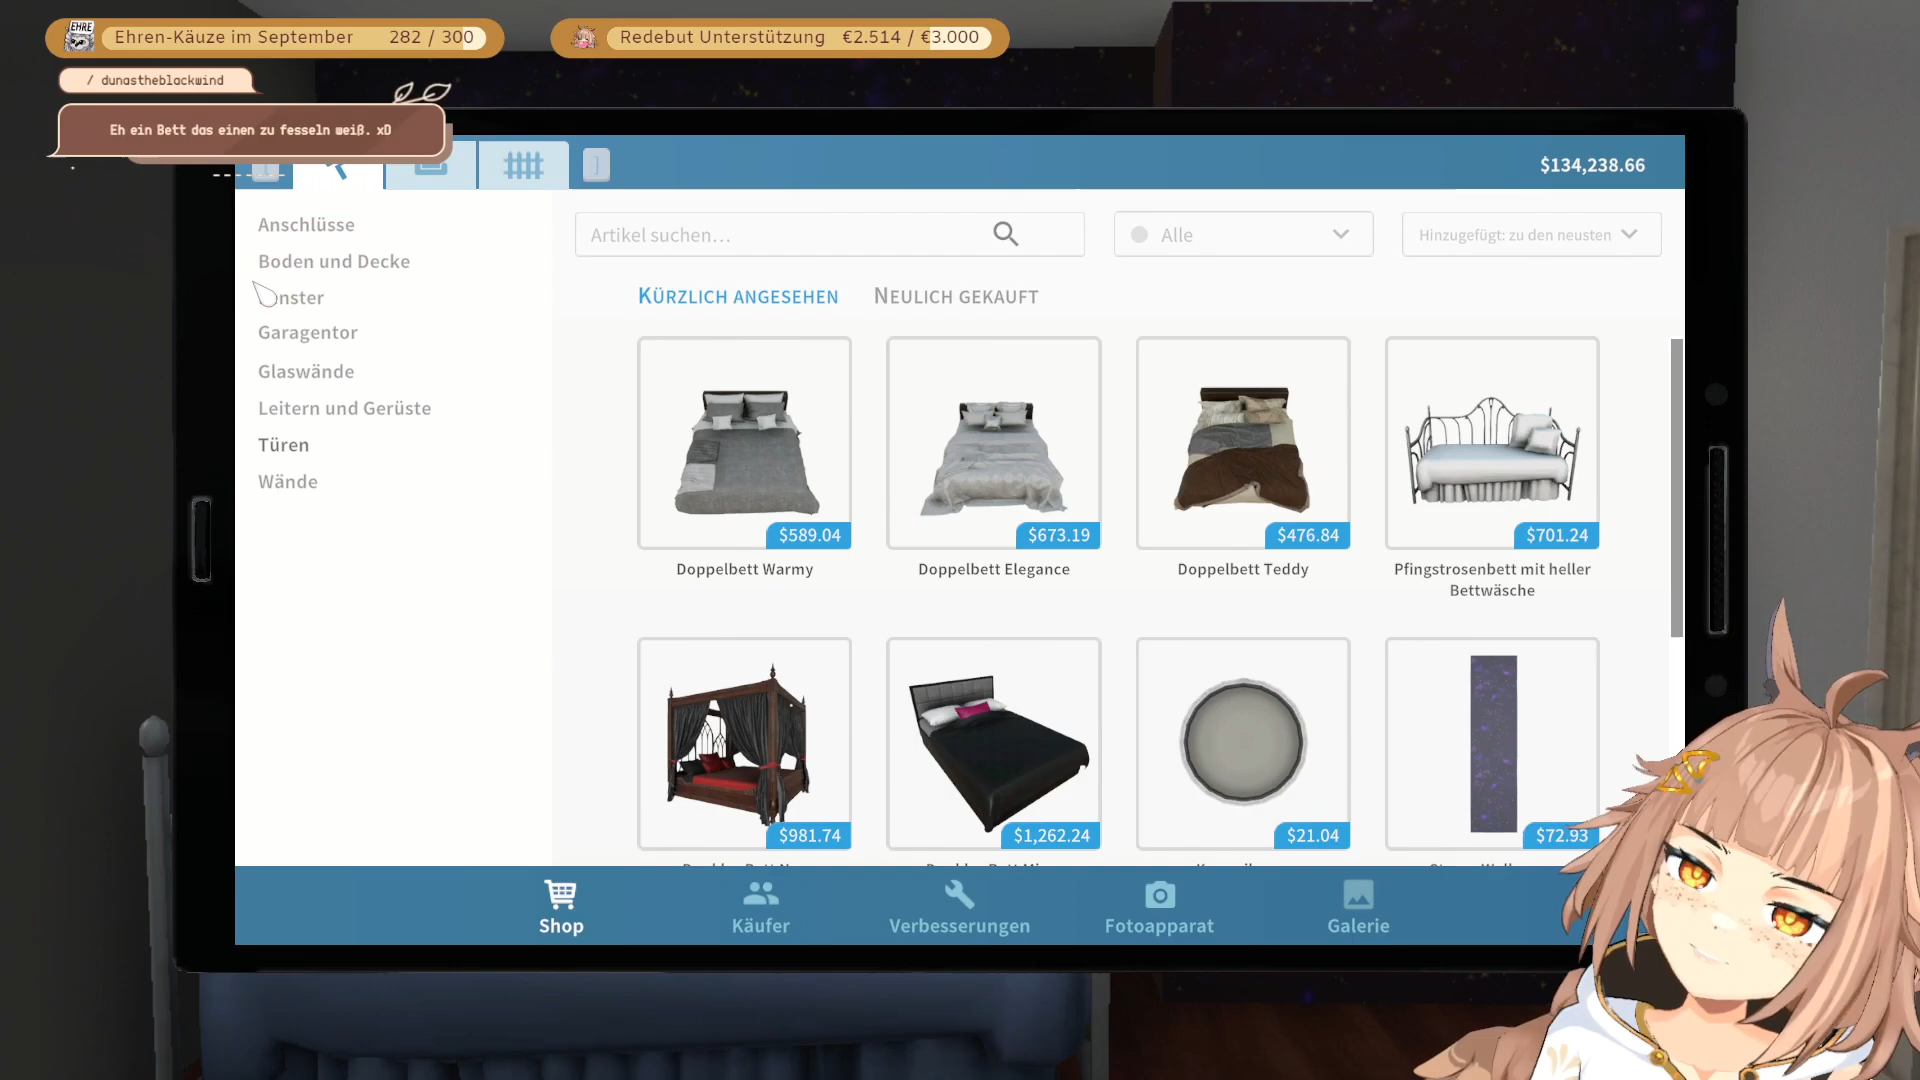 EHRE
Ehren-Käuze im September 282 / 300
Redebut Unterstützung €2.514 / €3.000
/ dunastheblackwind
Eh ein Bett das einen zu fesseln weiß. xD
]
$134,238.66
Anschlüsse
Boden und Decke
nster
Garagentor
Glaswände
Leitern und Gerüste
Türen
Wände
Artikel suchen...
Alle
Hinzugefügt: zu den neusten
KÜRZLICH ANGESEHEN
NEULICH GEKAUFT
$589.04
$673.19
$476.84
$701.24
Doppelbett Warmy
Doppelbett Elegance
Doppelbett Teddy
Pfingstrosenbett mit heller
Bettwäsche
$981.74
$1,262.24
$21.04
$72.93
Shop
Käufer
Verbesserungen
Fotoapparat
Galerie